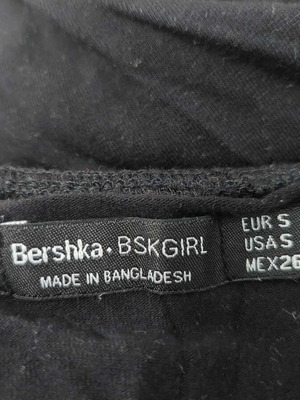 Bershka • BSKGIRL
MADE IN BANGLADESH
EUR S
USA S
MEX 26